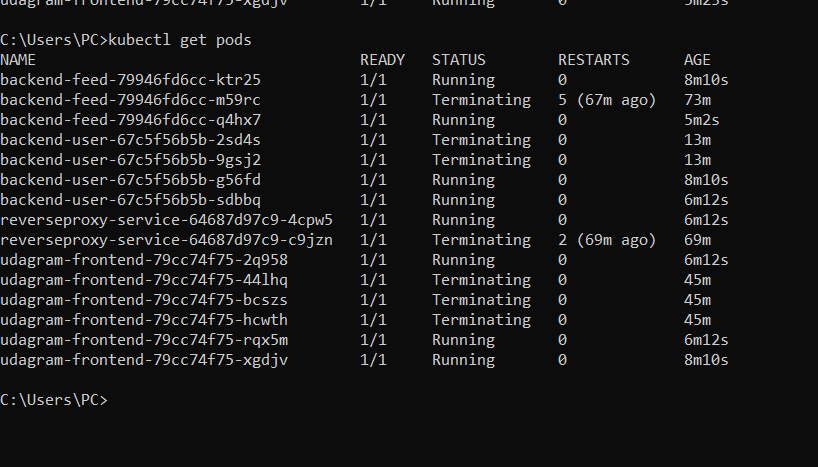 udagram-frontend-79cc74f75-xgdjv   1/1     Running       0             5m25s
C:\Users\PC>kubectl get pods
NAME                                   READY   STATUS        RESTARTS      AGE
backend-feed-79946fd6cc-ktr25          1/1     Running       0             8m10s
backend-feed-79946fd6cc-m59rc          1/1     Terminating   5 (67m ago)   73m
backend-feed-79946fd6cc-q4hx7          1/1     Running       0             5m2s
backend-user-67c5f56b5b-2sd4s          1/1     Terminating   0             13m
backend-user-67c5f56b5b-9gsj2          1/1     Terminating   0             13m
backend-user-67c5f56b5b-g56fd          1/1     Running       0             8m10s
backend-user-67c5f56b5b-sdbbq          1/1     Running       0             6m12s
reverseproxy-service-64687d97c9-4cpw5   1/1     Running       0             6m12s
reverseproxy-service-64687d97c9-c9jzn   1/1     Terminating   2 (69m ago)   69m
udagram-frontend-79cc74f75-2q958       1/1     Running       0             6m12s
udagram-frontend-79cc74f75-44lhq       1/1     Terminating   0             45m
udagram-frontend-79cc74f75-bcszs       1/1     Terminating   0             45m
udagram-frontend-79cc74f75-hcwth       1/1     Terminating   0             45m
udagram-frontend-79cc74f75-rqx5m       1/1     Running       0             6m12s
udagram-frontend-79cc74f75-xgdjv       1/1     Running       0             8m10s
C:\Users\PC>